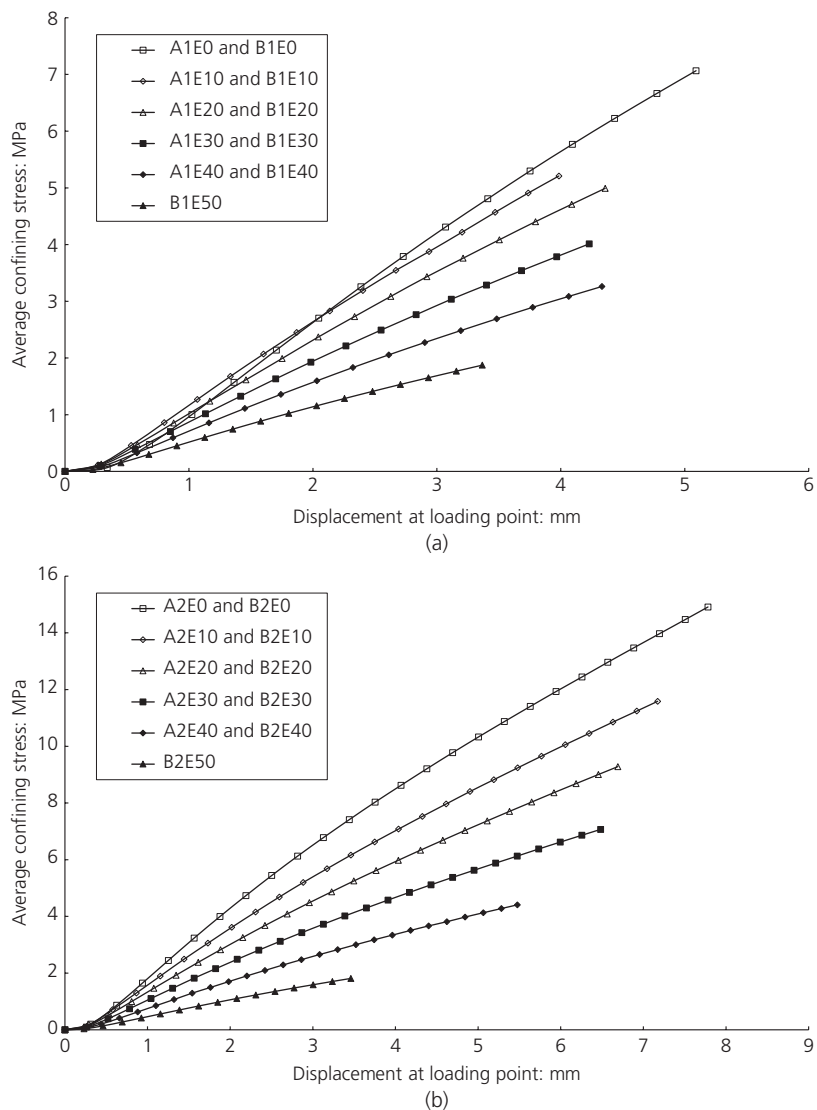 8
7
6
5
4
3
2
1
0
Average confining stress: MPa
A1E0 and B1E0
A1E10 and B1E10
A1E20 and B1E20
A1E30 and B1E30
A1E40 and B1E40
B1E50
0 1 2 3 4 5 6
Displacement at loading point: mm
(a)
16
14
12
10
8
6
4
2
0
Average confining stress: MPa
A2E0 and B2E0
A2E10 and B2E10
A2E20 and B2E20
A2E30 and B2E30
A2E40 and B2E40
B2E50
0 1 2 3 4 5 6 7 8 9
Displacement at loading point: mm
(b)